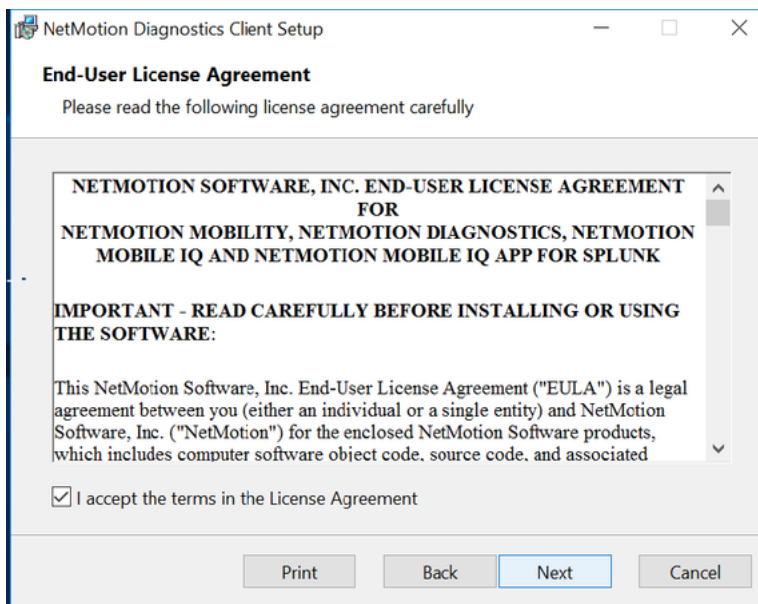 NetMotion Diagnostics Client Setup
End-User License Agreement
Please read the following license agreement carefully
NETMOTION SOFTWARE, INC. END-USER LICENSE AGREEMENT
FOR
NETMOTION MOBILITY, NETMOTION DIAGNOSTICS, NETMOTION
MOBILE IQ AND NETMOTION MOBILE IQ APP FOR SPLUNK
IMPORTANT - READ CAREFULLY BEFORE INSTALLING OR USING
THE SOFTWARE:
This NetMotion Software, Inc. End-User License Agreement ("EULA") is a legal
agreement between you (either an individual or a single entity) and NetMotion
Software, Inc. ("NetMotion") for the enclosed NetMotion Software products,
which includes computer software object code, source code, and associated
I accept the terms in the License Agreement
Print Back Next Cancel